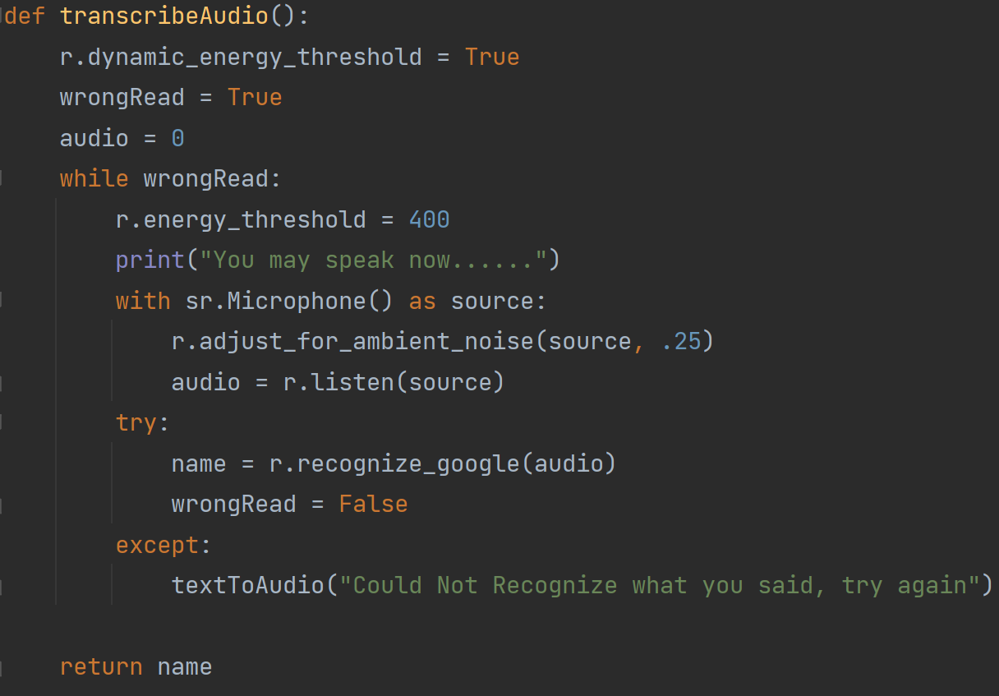 def transcribeAudio():
    r.dynamic_energy_threshold = True
    wrongRead = True
    audio = 0
    while wrongRead:
        r.energy_threshold = 400
        print("You may speak now......")
        with sr.Microphone() as source:
            r.adjust_for_ambient_noise(source, .25)
            audio = r.listen(source)
        try:
            name = r.recognize_google(audio)
            wrongRead = False
        except:
            textToAudio("Could Not Recognize what you said, try again")
    return name